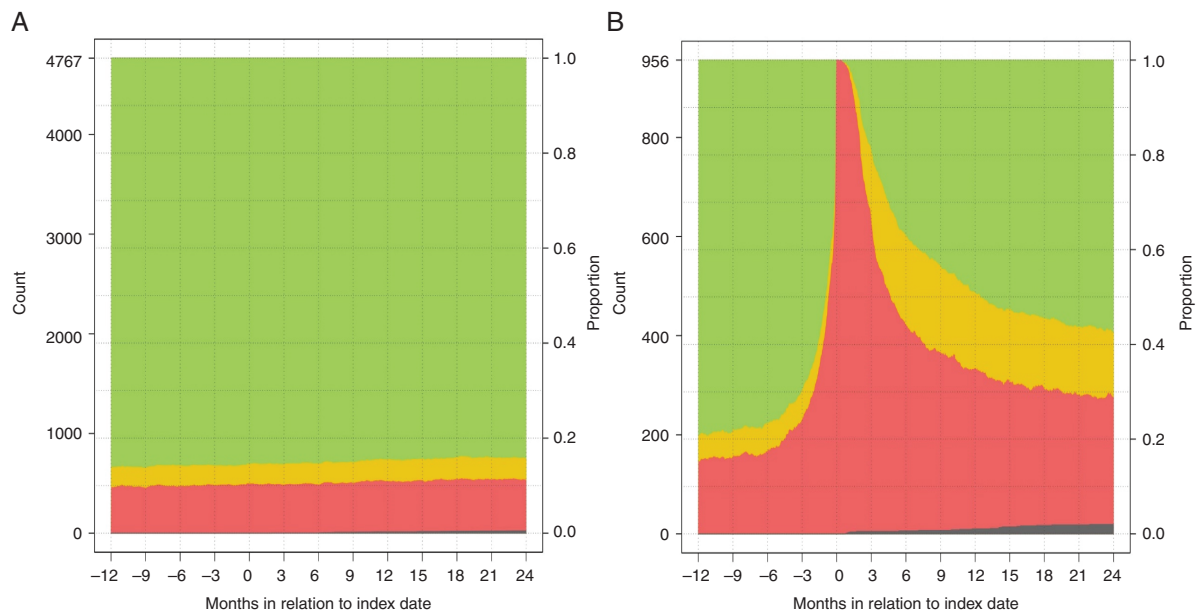 A
4767
4000
3000
2000
1000
0
Count
1.0
0.8
0.6
0.4
0.2
0.0
Proportion
−12 −9 −6 −3 0 3 6 9 12 15 18 21 24
Months in relation to index date
B
956
800
600
400
200
0
Count
1.0
0.8
0.6
0.4
0.2
0.0
Proportion
−12 −9 −6 −3 0 3 6 9 12 15 18 21 24
Months in relation to index date